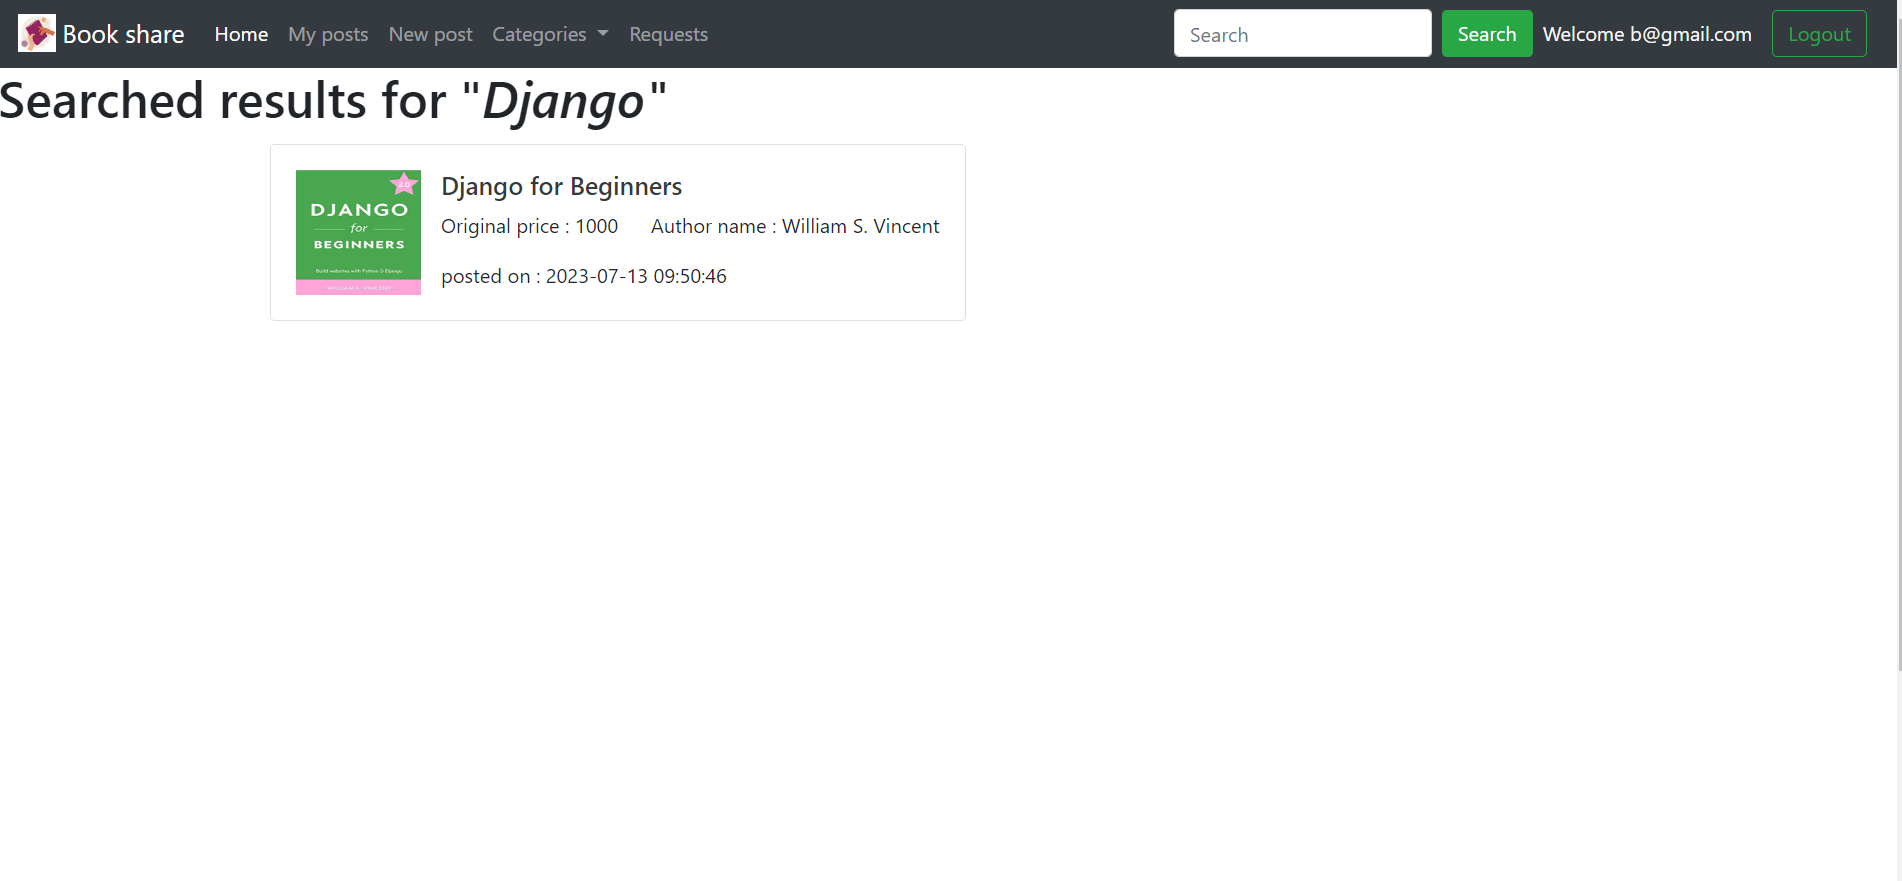 Book share Home My posts New post Categories Requests Search Search Welcome b@gmail.com Logout
Searched results for "Django"
3.0
DJANGO
for
BEGINNERS
Build websites with Python & Django
WILLIAM S. VINCENT
Django for Beginners
Original price : 1000 Author name : William S. Vincent
posted on : 2023-07-13 09:50:46